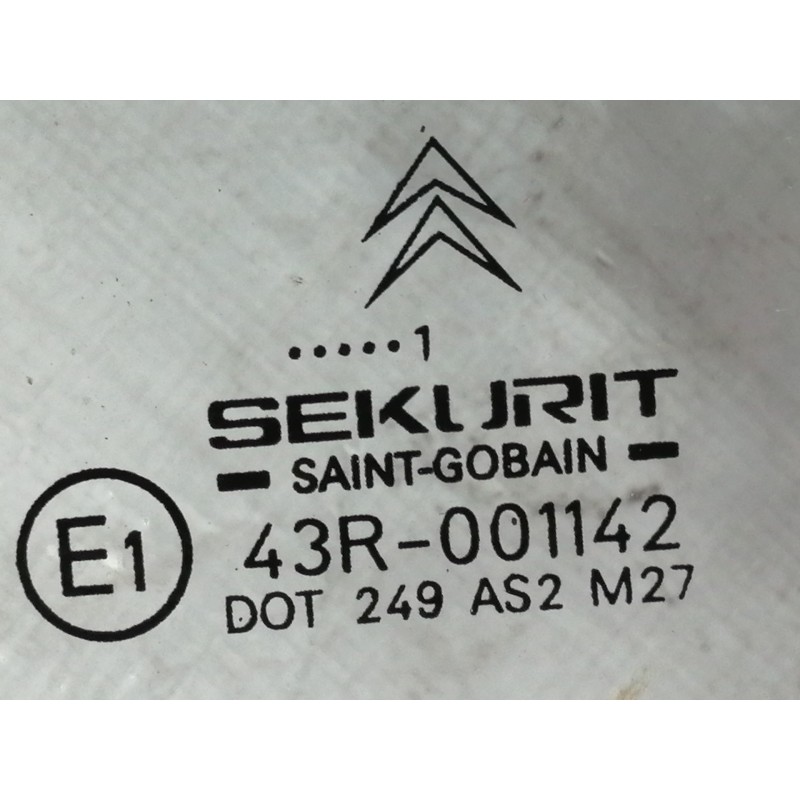 .....1
SEKURIT
SAINT-GOBAIN
E1 43R-001142
DOT 249 AS2 M27